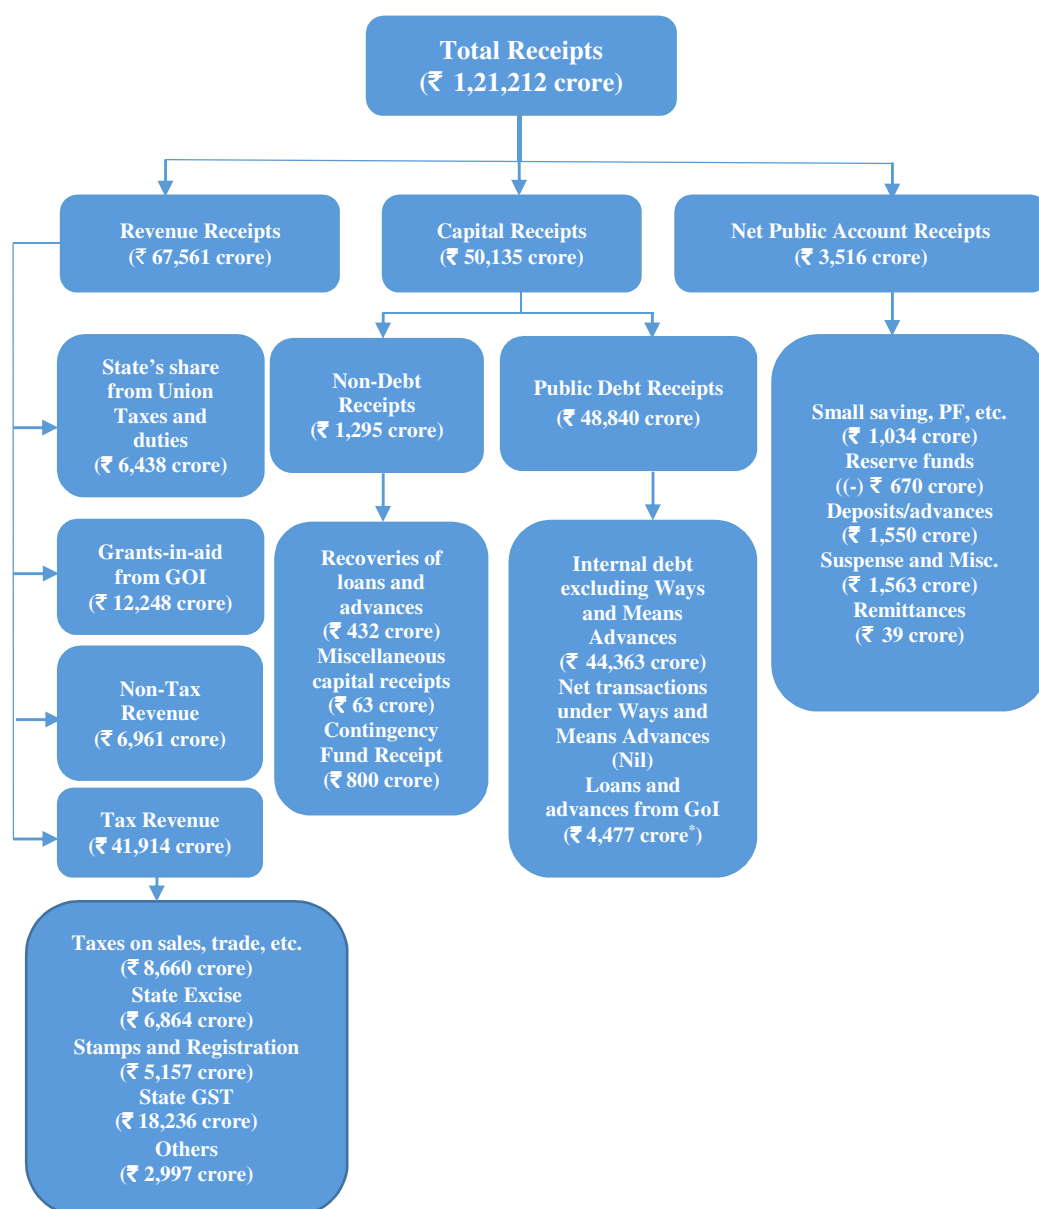 Total Receipts
(₹ 1,21,212 crore)
Revenue Receipts
(₹ 67,561 crore)
Capital Receipts
(₹ 50,135 crore)
Net Public Account Receipts
(₹ 3,516 crore)
State’s share
from Union
Taxes and
duties
(₹ 6,438 crore)
Grants-in-aid
from GOI
(₹ 12,248 crore)
Non-Tax
Revenue
(₹ 6,961 crore)
Tax Revenue
(₹ 41,914 crore)
Taxes on sales, trade, etc.
(₹ 8,660 crore)
State Excise
(₹ 6,864 crore)
Stamps and Registration
(₹ 5,157 crore)
State GST
(₹ 18,236 crore)
Others
(₹ 2,997 crore)
Non-Debt
Receipts
(₹ 1,295 crore)
Recoveries of
loans and
advances
(₹ 432 crore)
Miscellaneous
capital receipts
(₹ 63 crore)
Contingency
Fund Receipt
(₹ 800 crore)
Public Debt Receipts
(₹ 48,840 crore)
Internal debt
excluding Ways
and Means
Advances
(₹ 44,363 crore)
Net transactions
under Ways and
Means Advances
(Nil)
Loans and
advances from GoI
(₹ 4,477 crore*)
Small saving, PF, etc.
(₹ 1,034 crore)
Reserve funds
((-) ₹ 670 crore)
Deposits/advances
(₹ 1,550 crore)
Suspense and Misc.
(₹ 1,563 crore)
Remittances
(₹ 39 crore)